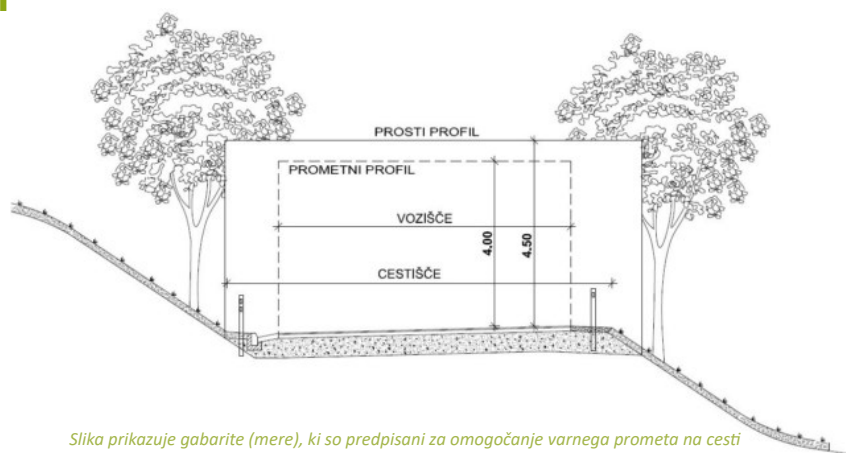 PROSTI PROFIL
PROMETNI PROFIL
VOZIŠČE
4.00
4.50
CESTIŠČE
Slika prikazuje gabarite (mere), ki so predpisani za omogočanje varnega prometa na cesti